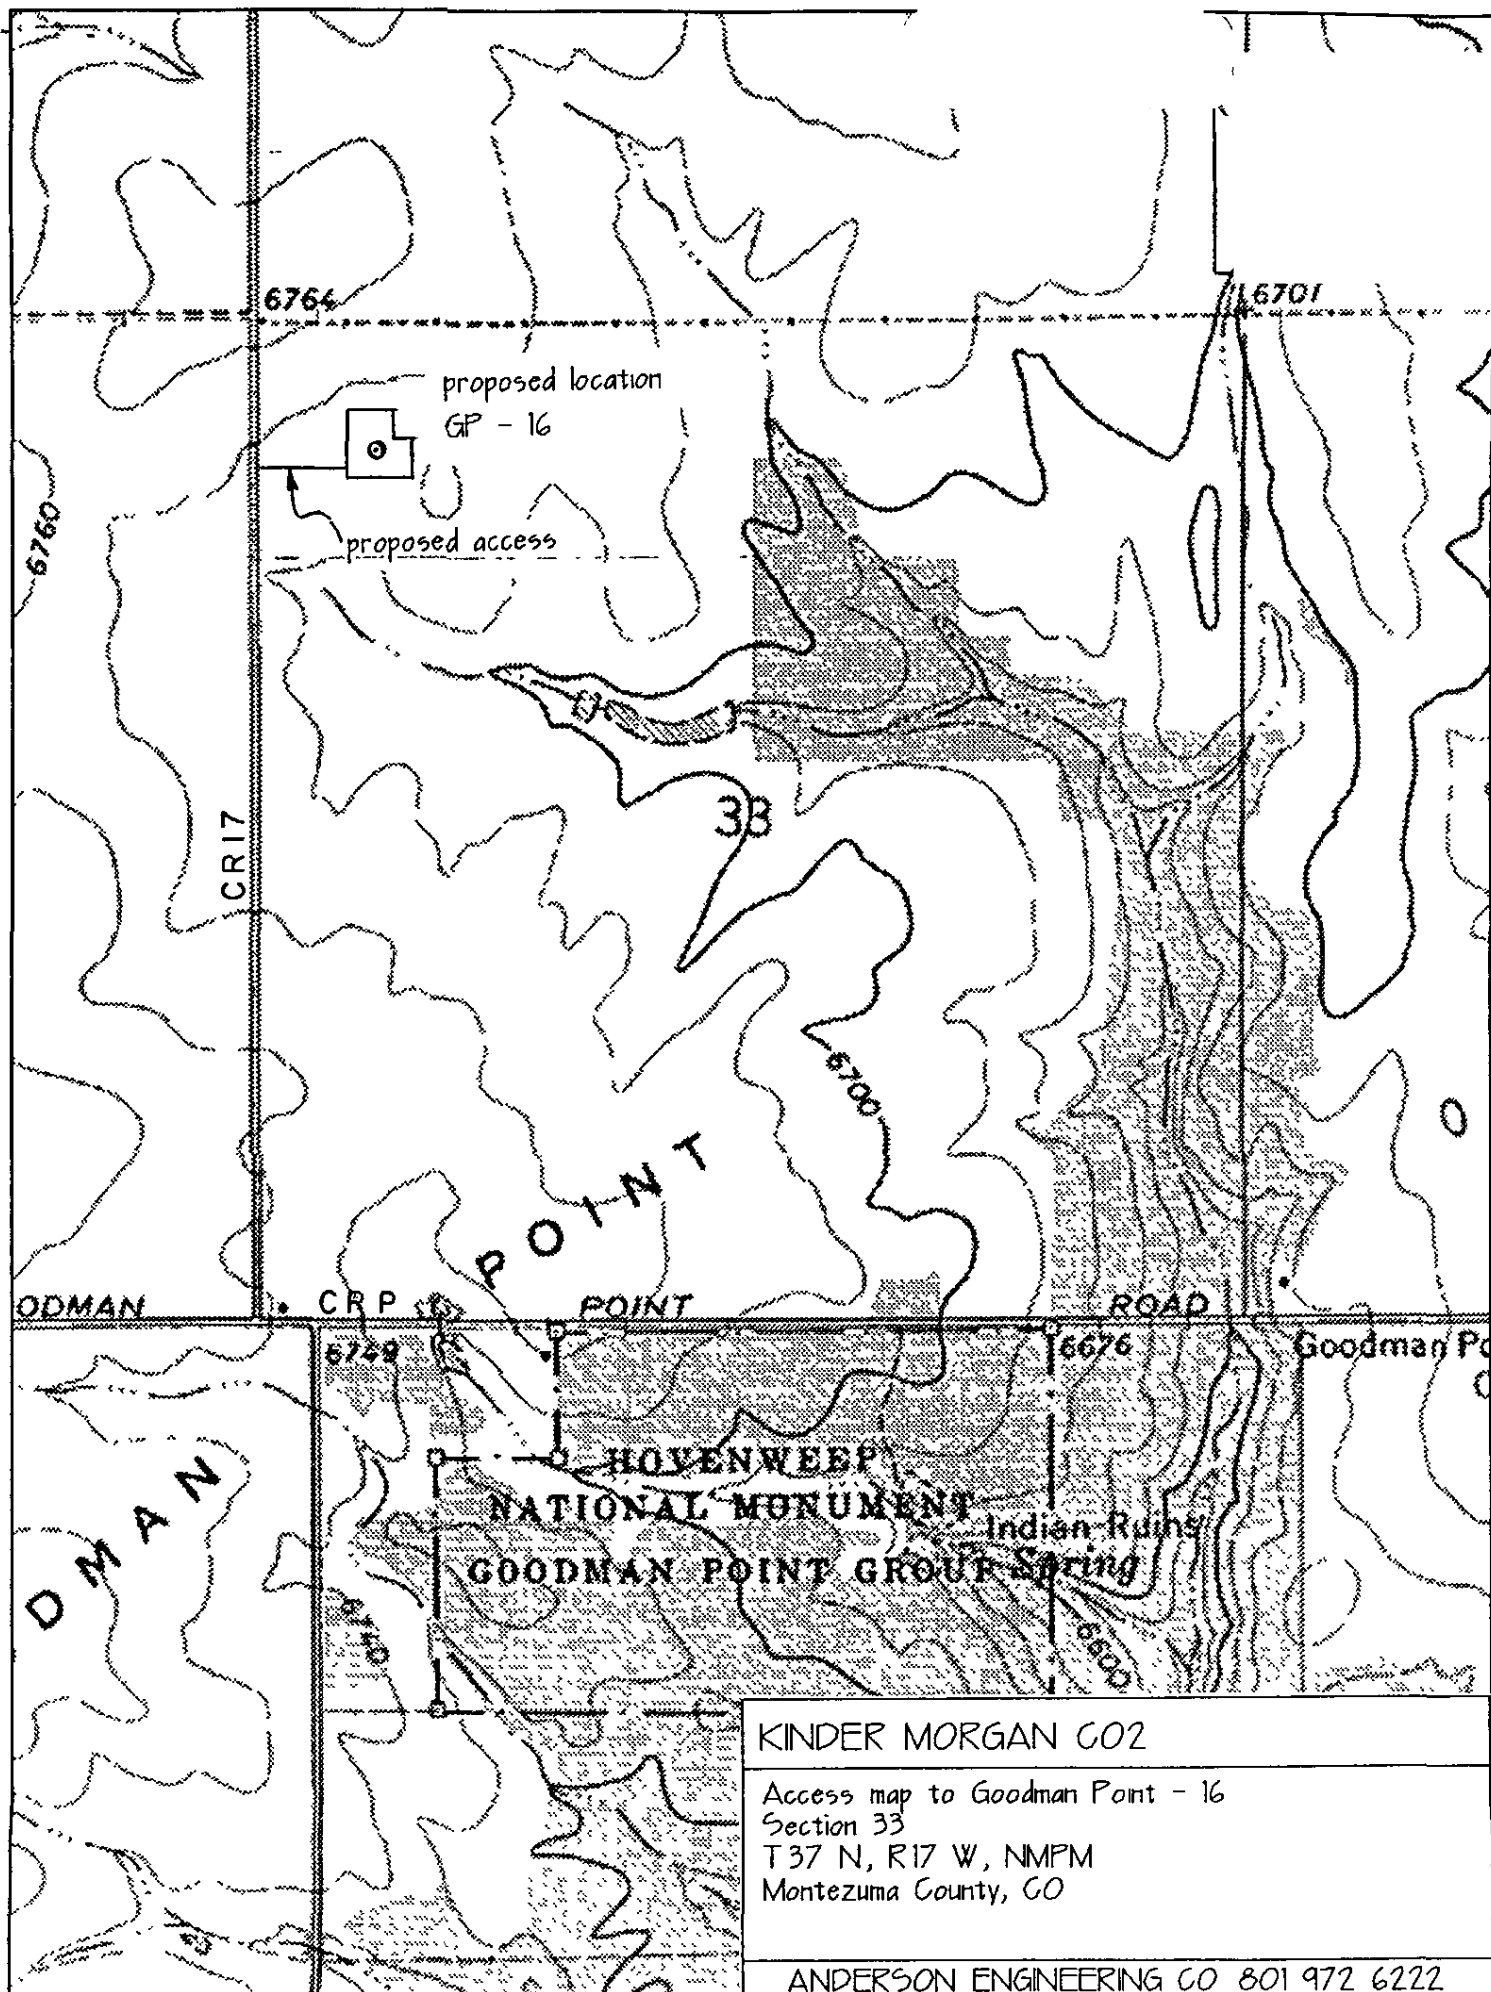 6764
6701
proposed location
GP - 16
6760
proposed access
33
CR17
6700
POINT
ODMAN
CRP
POINT
ROAD
6749
6676
Goodman Po
HOVENWEEP
NATIONAL MONUMENT
Indian Ruins
GOODMAN POINT GROUP
Spring
DMAN
6740
6600
KINDER MORGAN CO2
Access map to Goodman Point - 16
Section 33
T37 N, R17 W, NMPM
Montezuma County, CO
ANDERSON ENGINEERING CO 801 972 6222